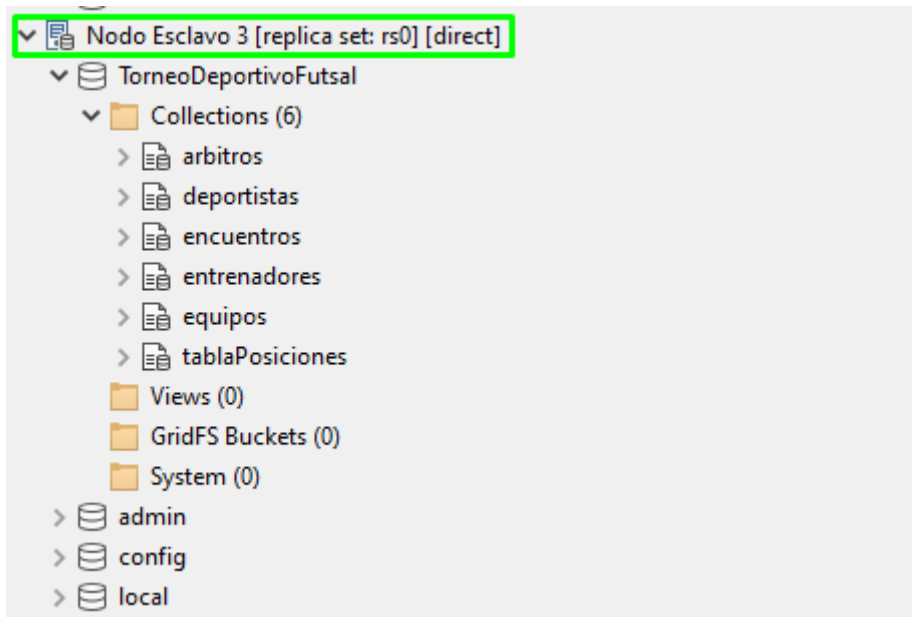 Nodo Esclavo 3 [replica set: rs0] [direct]
TorneoDeportivoFutsal
Collections (6)
arbitros
deportistas
encuentros
entrenadores
equipos
tablaPosiciones
Views (0)
GridFS Buckets (0)
System (0)
admin
config
local